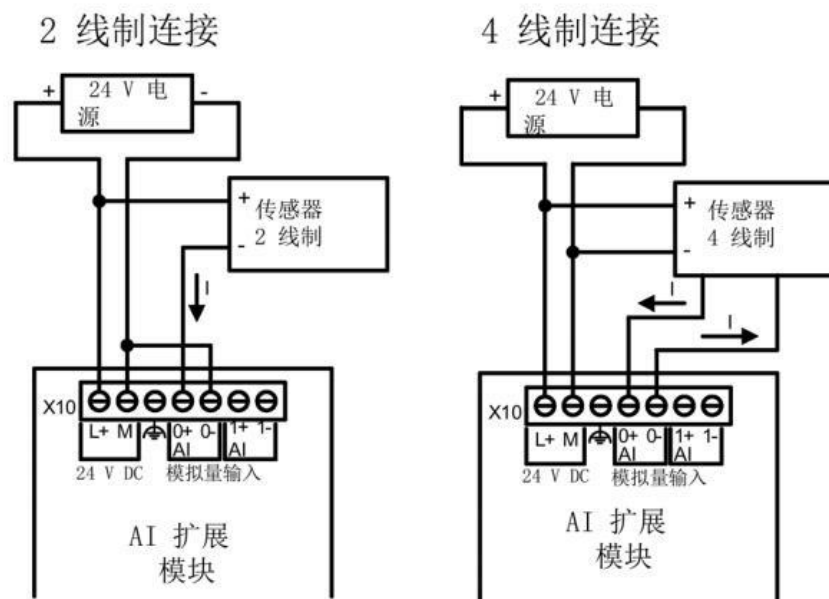 2 线制连接
+ 24 V 电 -
源
+ 传感器
- 2 线制
I
X10
L+ M 0+ 0- 1+ 1-
AI AI
24 V DC 模拟量输入
AI 扩展
模块
4 线制连接
+ 24 V 电 -
源
+ 传感器
- 4 线制
I
I
X10
L+ M 0+ 0- 1+ 1-
AI AI
24 V DC 模拟量输入
AI 扩展
模块